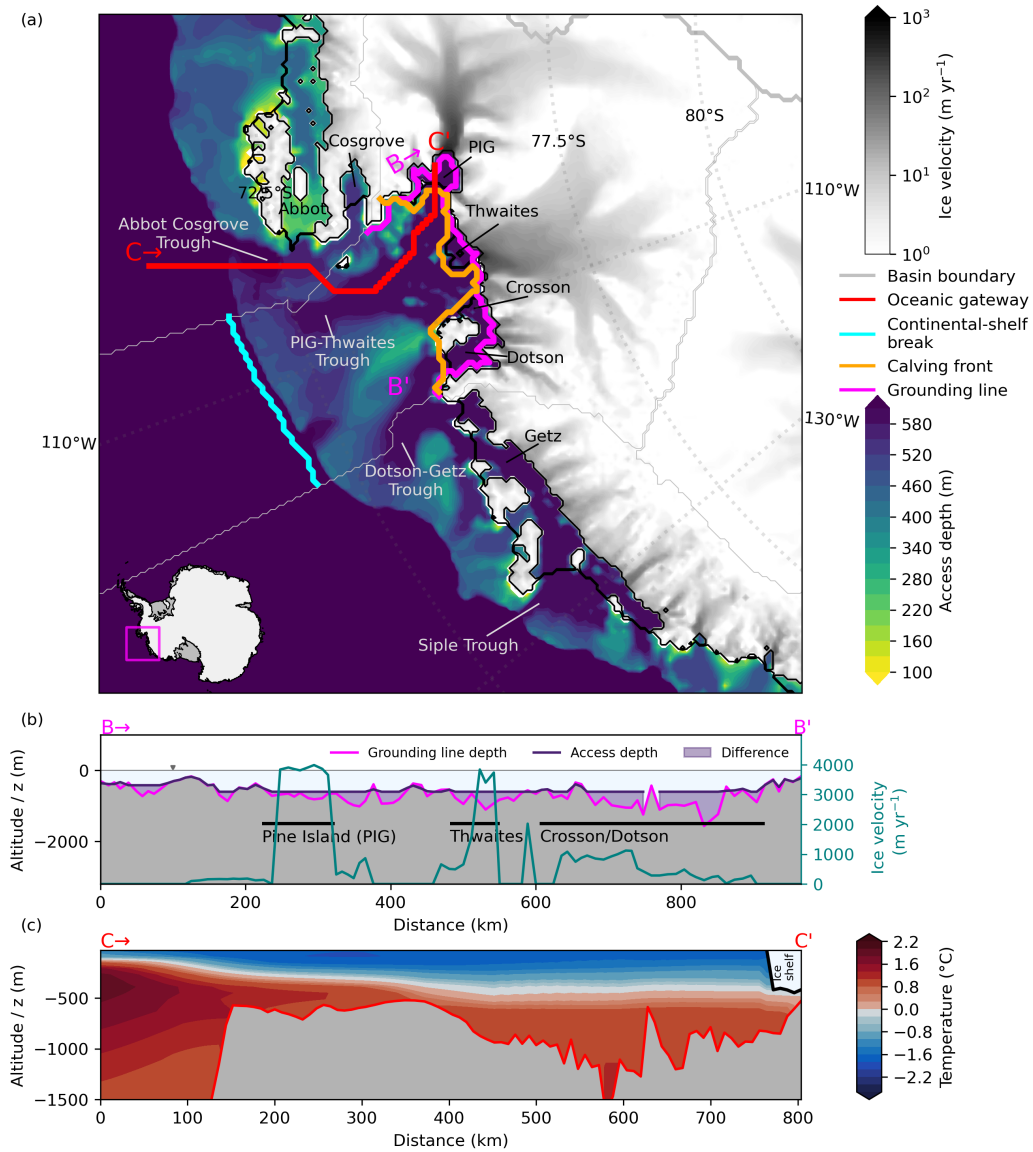 (a)
10³
10²
10¹
10⁰
Ice velocity (m yr⁻¹)
80°S
77.5°S
Cosgrove
B→
C'
PIG
72.5°S
Abbot
Thwaites
110°W
Abbot Cosgrove
Trough
C→
Crosson
PIG-Thwaites
Trough
Dotson
B'
Basin boundary
Oceanic gateway
Continental-shelf
break
Calving front
Grounding line
130°W
110°W
Getz
Dotson-Getz
Trough
Siple Trough
580
520
460
400
340
280
220
160
100
Access depth (m)
(b)
B→
B'
Grounding line depth
Access depth
Difference
0
−2000
Altitude / z (m)
Pine Island (PIG)
Thwaites
Crosson/Dotson
4000
3000
2000
1000
0
Ice velocity
(m yr⁻¹)
0
200
400
600
800
Distance (km)
(c)
C→
C'
Ice
shelf
−500
−1000
−1500
Altitude / z (m)
0
100
200
300
400
500
600
700
800
Distance (km)
2.2
1.6
0.8
0.0
−0.8
−1.6
−2.2
Temperature (°C)